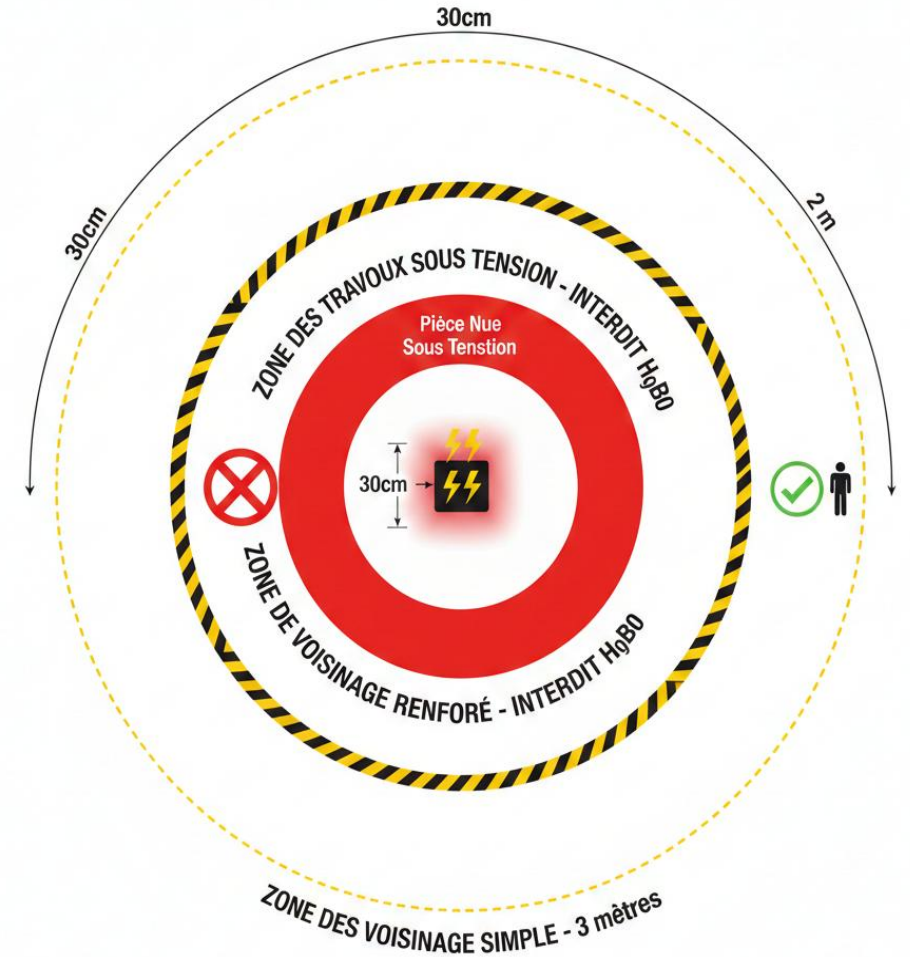 30cm
30cm
2 m
ZONE DES TRAVOUX SOUS TENSION - INTERDIT H₀B0
Pièce Nue
Sous Tenstion
30cm
ZONE DE VOISINAGE RENFORÉ - INTERDIT H₀B0
ZONE DES VOISINAGE SIMPLE - 3 mètres